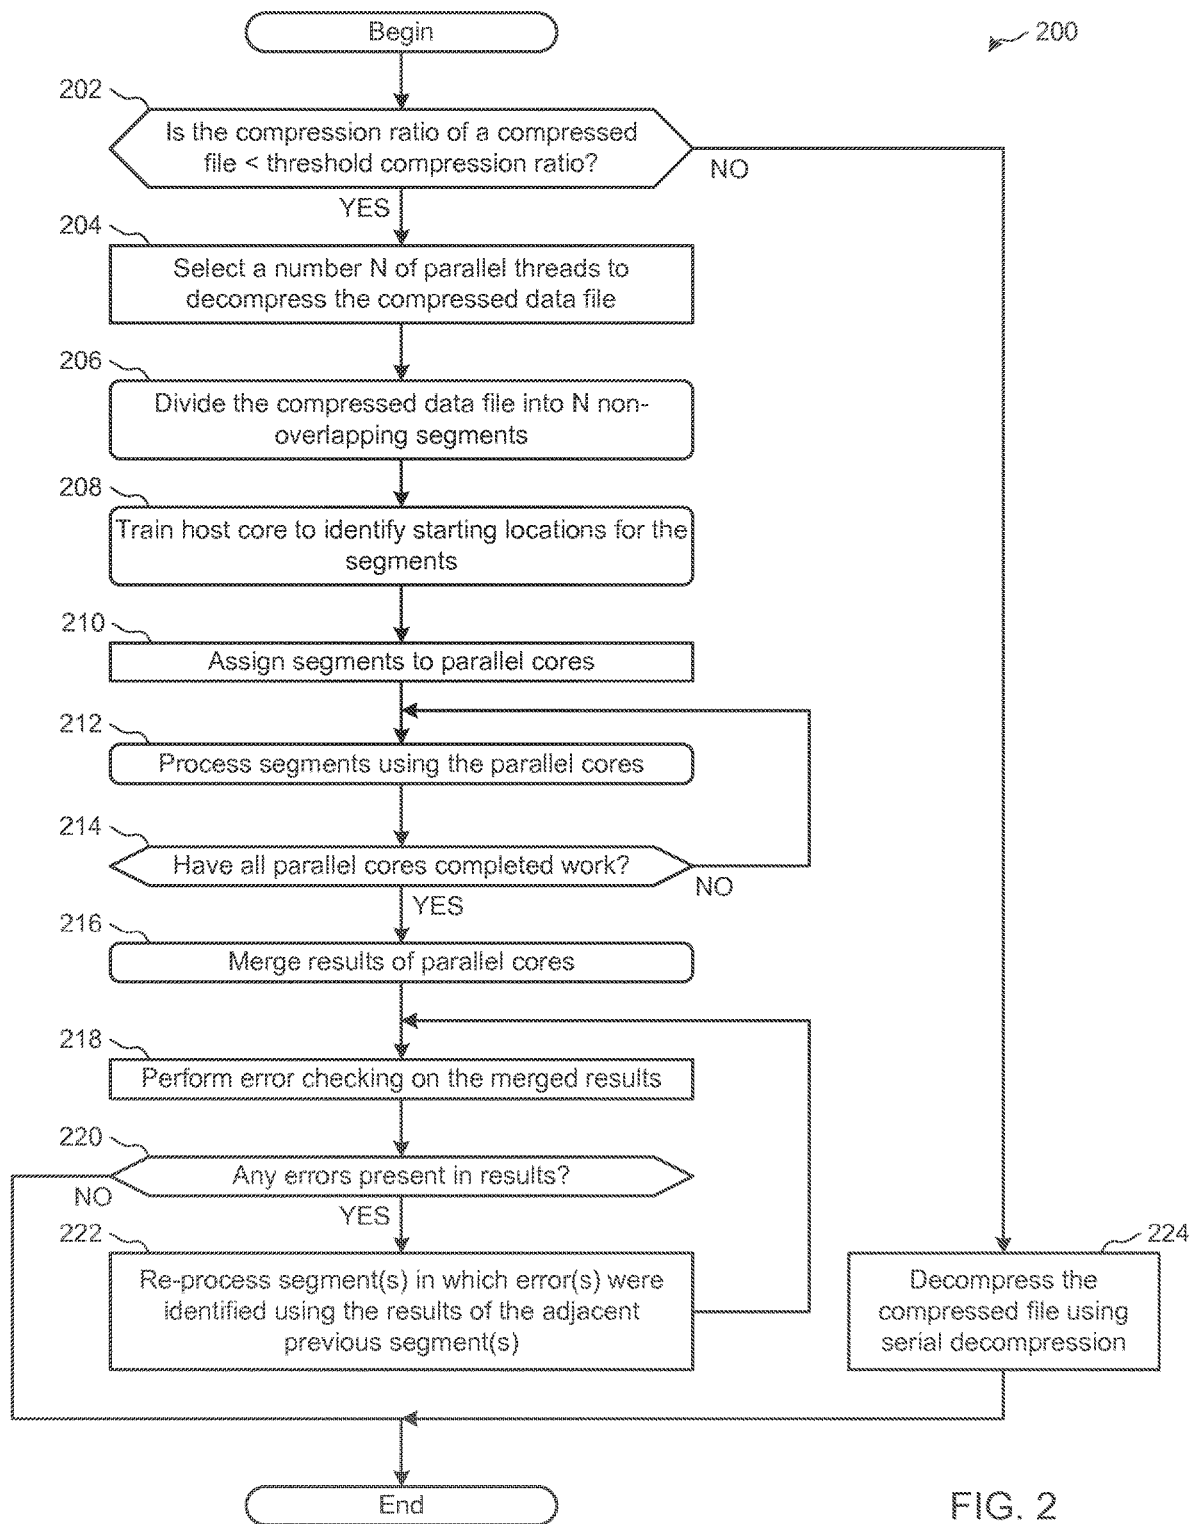 Begin
200
202
Is the compression ratio of a compressed
file < threshold compression ratio?
NO
YES
204
Select a number N of parallel threads to
decompress the compressed data file
206
Divide the compressed data file into N non-
overlapping segments
208
Train host core to identify starting locations for the
segments
210
Assign segments to parallel cores
212
Process segments using the parallel cores
214
Have all parallel cores completed work?
NO
YES
216
Merge results of parallel cores
218
Perform error checking on the merged results
220
Any errors present in results?
NO
YES
222
Re-process segment(s) in which error(s) were
identified using the results of the adjacent
previous segment(s)
224
Decompress the
compressed file using
serial decompression
End
FIG. 2